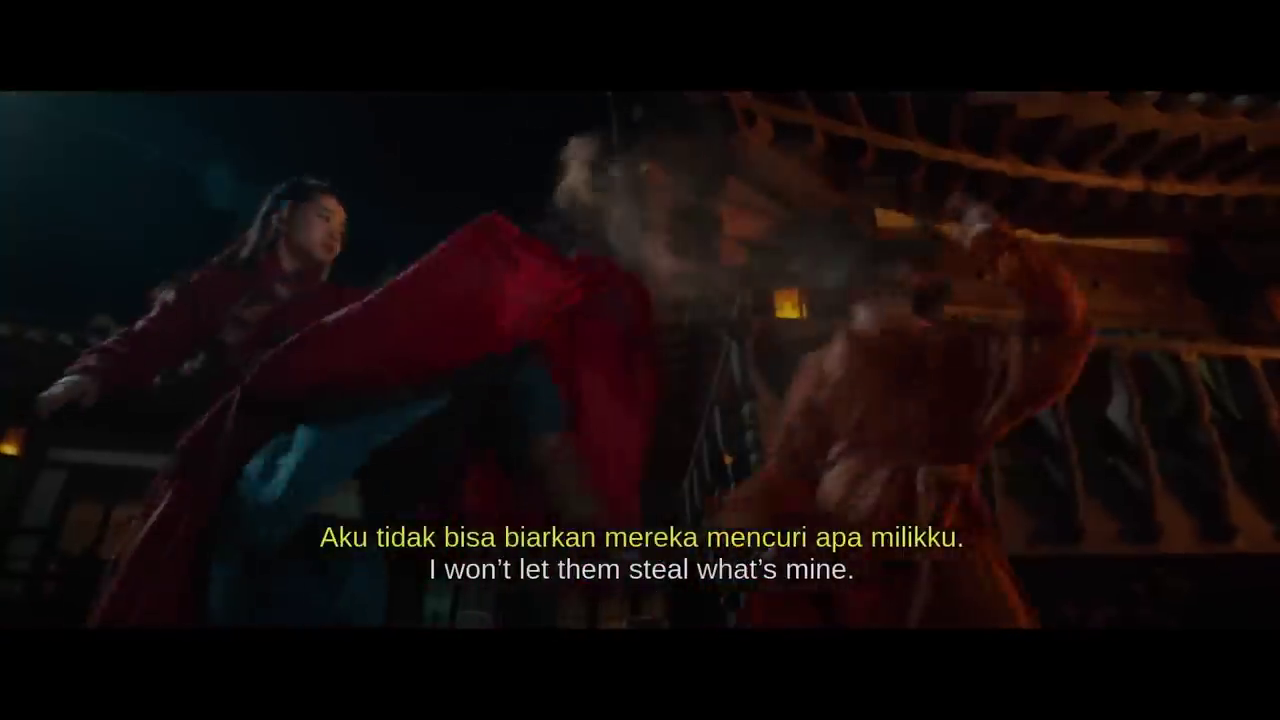 Aku tidak bisa biarkan mereka mencuri apa milikku.
I won’t let them steal what’s mine.